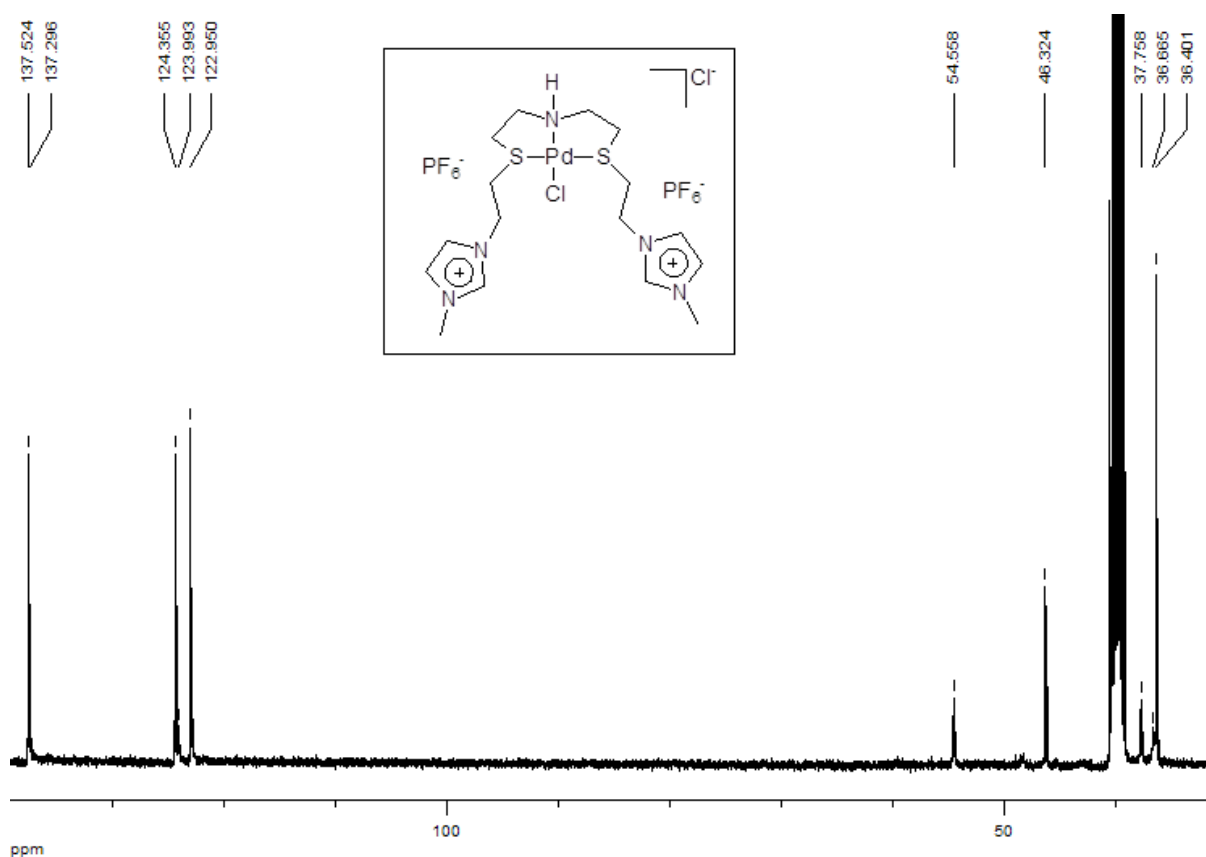 137.524
137.296
124.355
123.993
122.950
54.558
46.324
37.758
36.665
36.401
Cl-
H
N
S Pd S
PF6-
Cl
PF6-
N
N
+
+
N
N
100
50
ppm